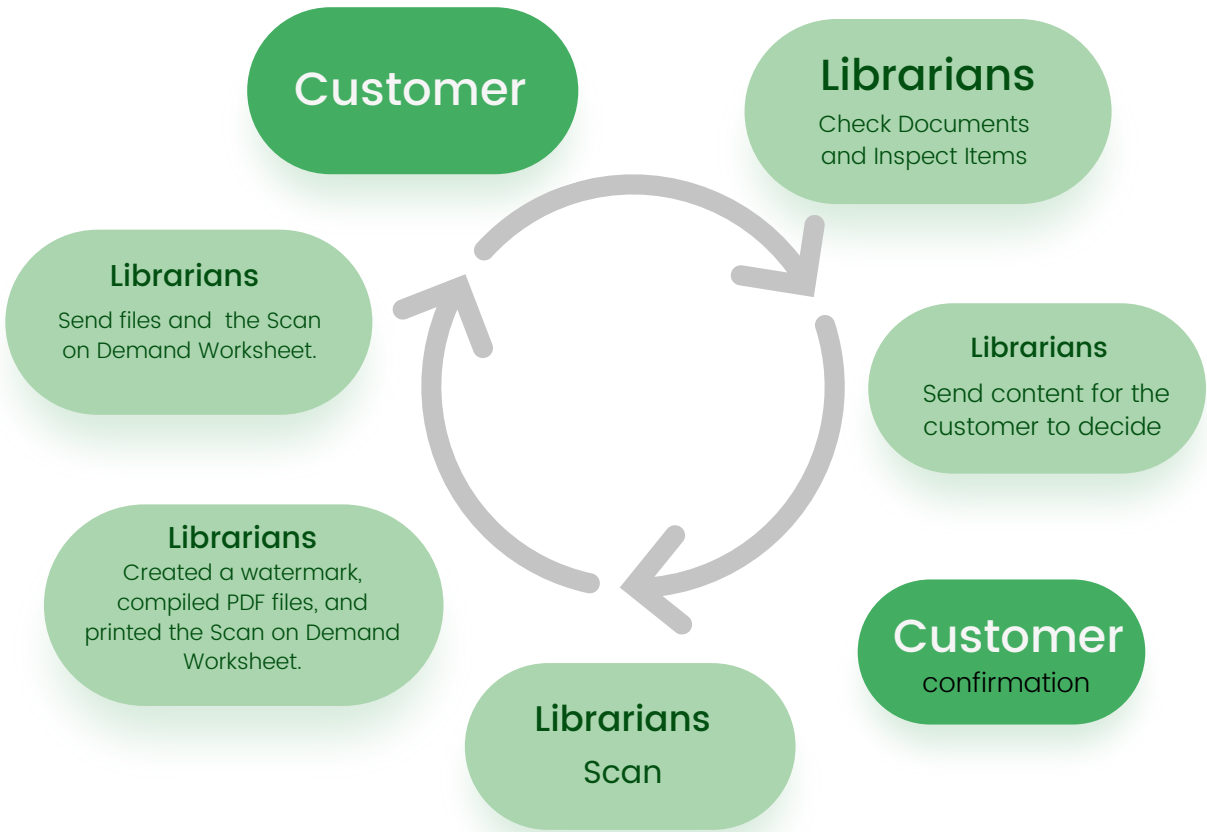 Customer
Librarians
Check Documents
and Inspect Items
Librarians
Send content for the
customer to decide
Customer
confirmation
Librarians
Scan
Librarians
Created a watermark,
compiled PDF files, and
printed the Scan on Demand
Worksheet.
Librarians
Send files and  the Scan
on Demand Worksheet.